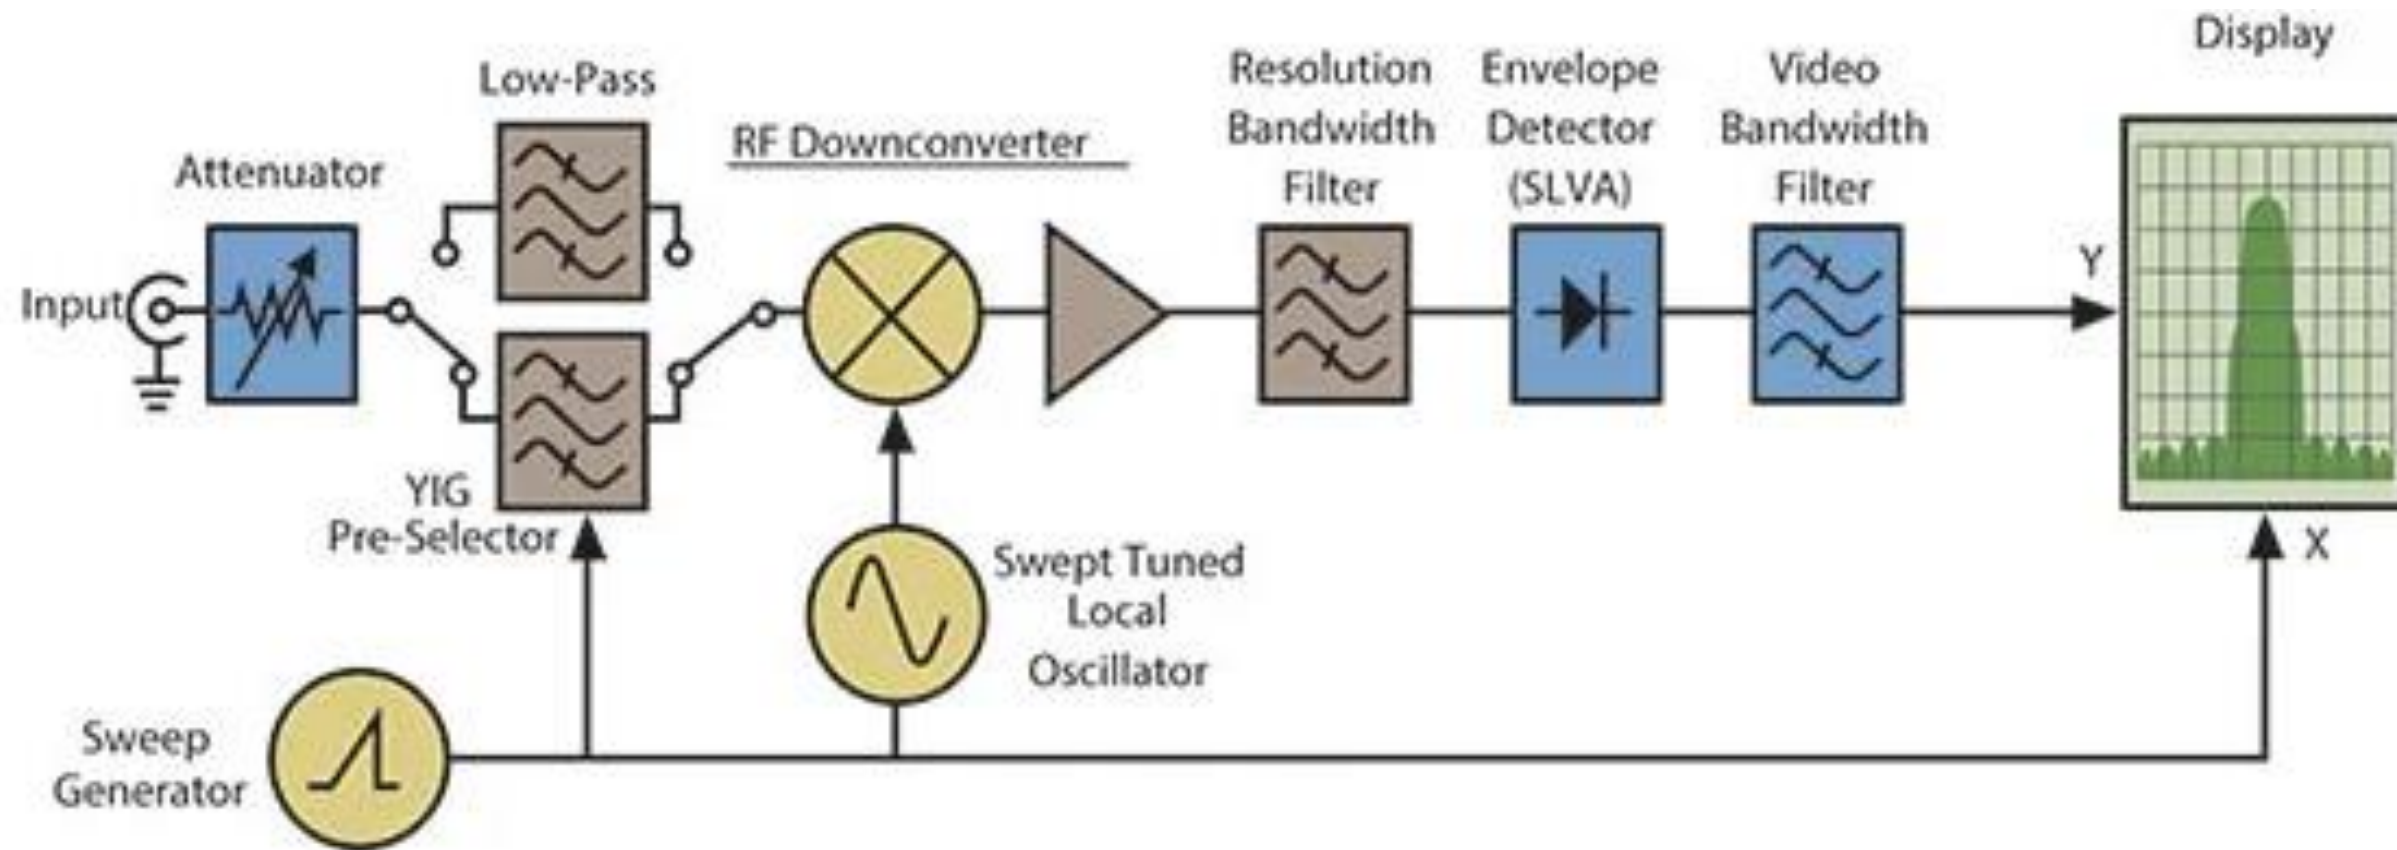 Display
Low-Pass
Resolution
Bandwidth
Filter
Envelope
Detector
(SLVA)
Video
Bandwidth
Filter
RF Downconverter
Attenuator
Input
Y
YIG
Pre-Selector
Swept Tuned
Local
Oscillator
X
Sweep
Generator